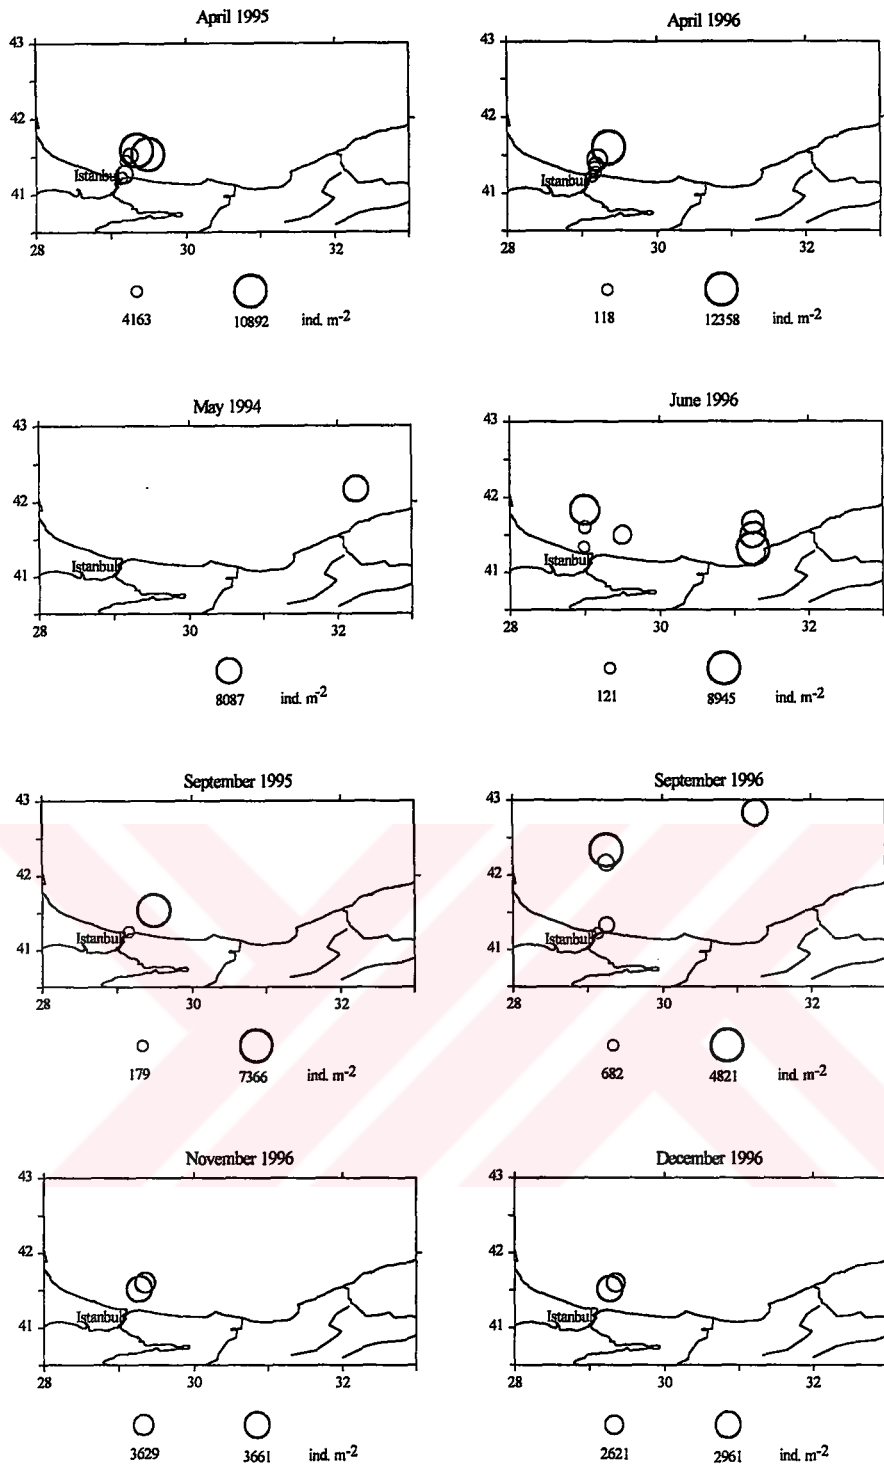 April 1995
April 1996
43
42
41
Istanbul
28
30
32
43
42
41
Istanbul
28
30
32
4163
10892
ind. m-2
118
12358
ind. m-2
May 1994
June 1996
43
42
41
Istanbul
28
30
32
43
42
41
Istanbul
28
30
32
8087
ind. m-2
121
8945
ind. m-2
September 1995
September 1996
43
42
41
Istanbul
28
30
32
43
42
41
Istanbul
28
30
32
179
7366
ind. m-2
682
4821
ind. m-2
November 1996
December 1996
43
42
41
Istanbul
28
30
32
43
42
41
Istanbul
28
30
32
3629
3661
ind. m-2
2621
2961
ind. m-2